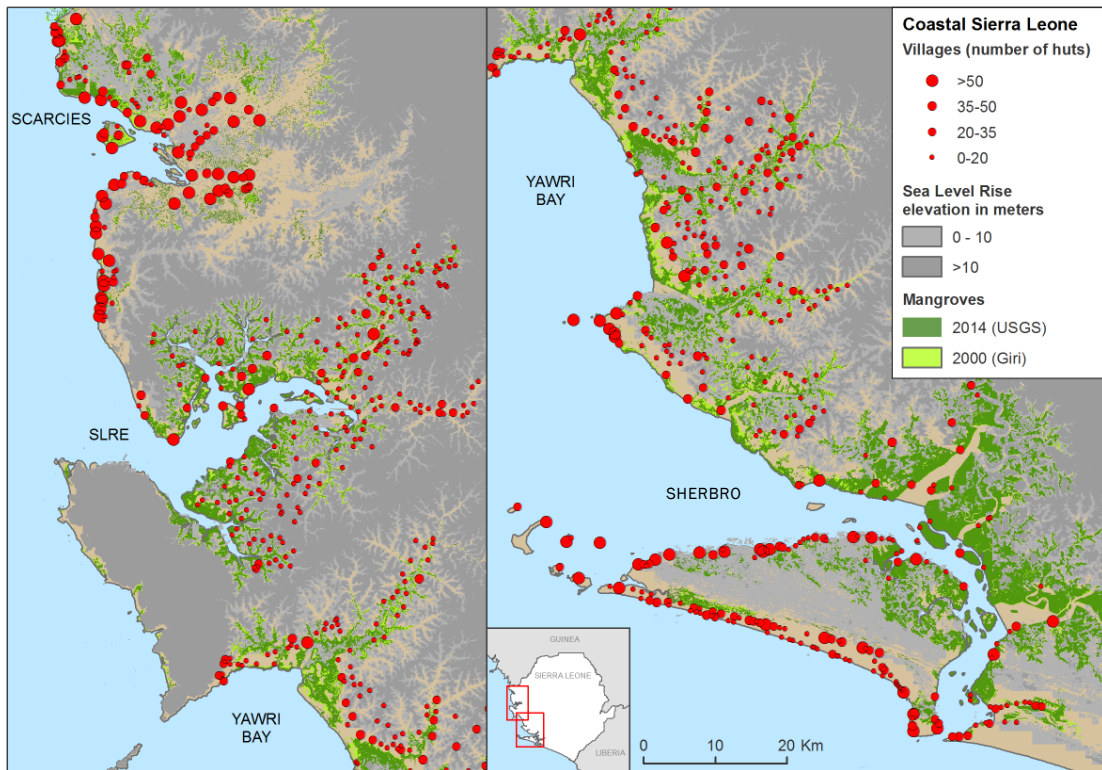 SCARCIES
SLRE
YAWRI
BAY
YAWRI
BAY
SHERBRO
Coastal Sierra Leone
Villages (number of huts)
>50
35-50
20-35
0-20
Sea Level Rise
elevation in meters
0 - 10
>10
Mangroves
2014 (USGS)
2000 (Giri)
GUINEA
SIERRA LEONE
LIBERIA
0 10 20 Km